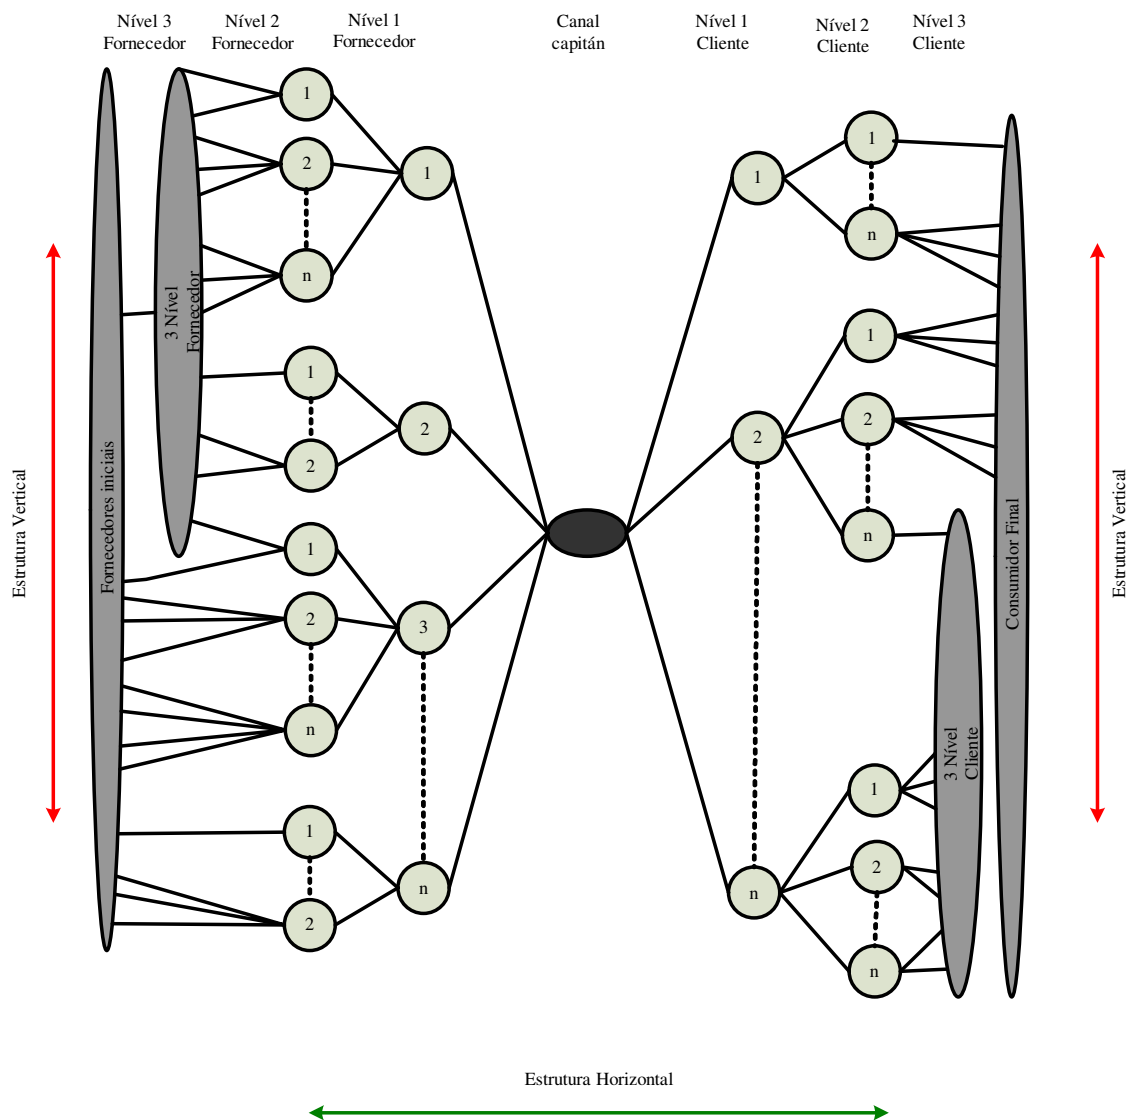 Nível 3
Fornecedor
Nível 2
Fornecedor
Nível 1
Fornecedor
Canal
capitán
Nível 1
Cliente
Nível 2
Cliente
Nível 3
Cliente
1
2
n
1
1
2
2
1
2
n
3
1
2
n
1
1
n
2
1
2
n
n
1
2
n
Fornecedores iniciais
3 Nível
Fornecedor
3 Nível
Cliente
Consumidor Final
Estrutura Vertical
Estrutura Vertical
Estrutura Horizontal